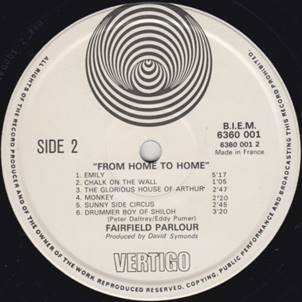 ALL RIGHTS OF THE RECORD PRODUCER AND OF THE OWNER OF THE WORK REPRODUCED RESERVED. COPYING, PUBLIC PERFORMANCE AND BROADCASTING OF THIS RECORD PROHIBITED.
SIDE 2
B.I.E.M.
6360 001
6360 001 2
Made in France
"FROM HOME TO HOME"
1. EMILY 5'17
2. CHALK ON THE WALL 1'05
3. THE GLORIOUS HOUSE OF ARTHUR 2'47
4. MONKEY 2'20
5. SUNNY SIDE CIRCUS 2'45
6. DRUMMER BOY OF SHILOH 3'20
(Peter Daltrey/Eddy Pumer)
FAIRFIELD PARLOUR
Produced by David Symonds
VERTIGO